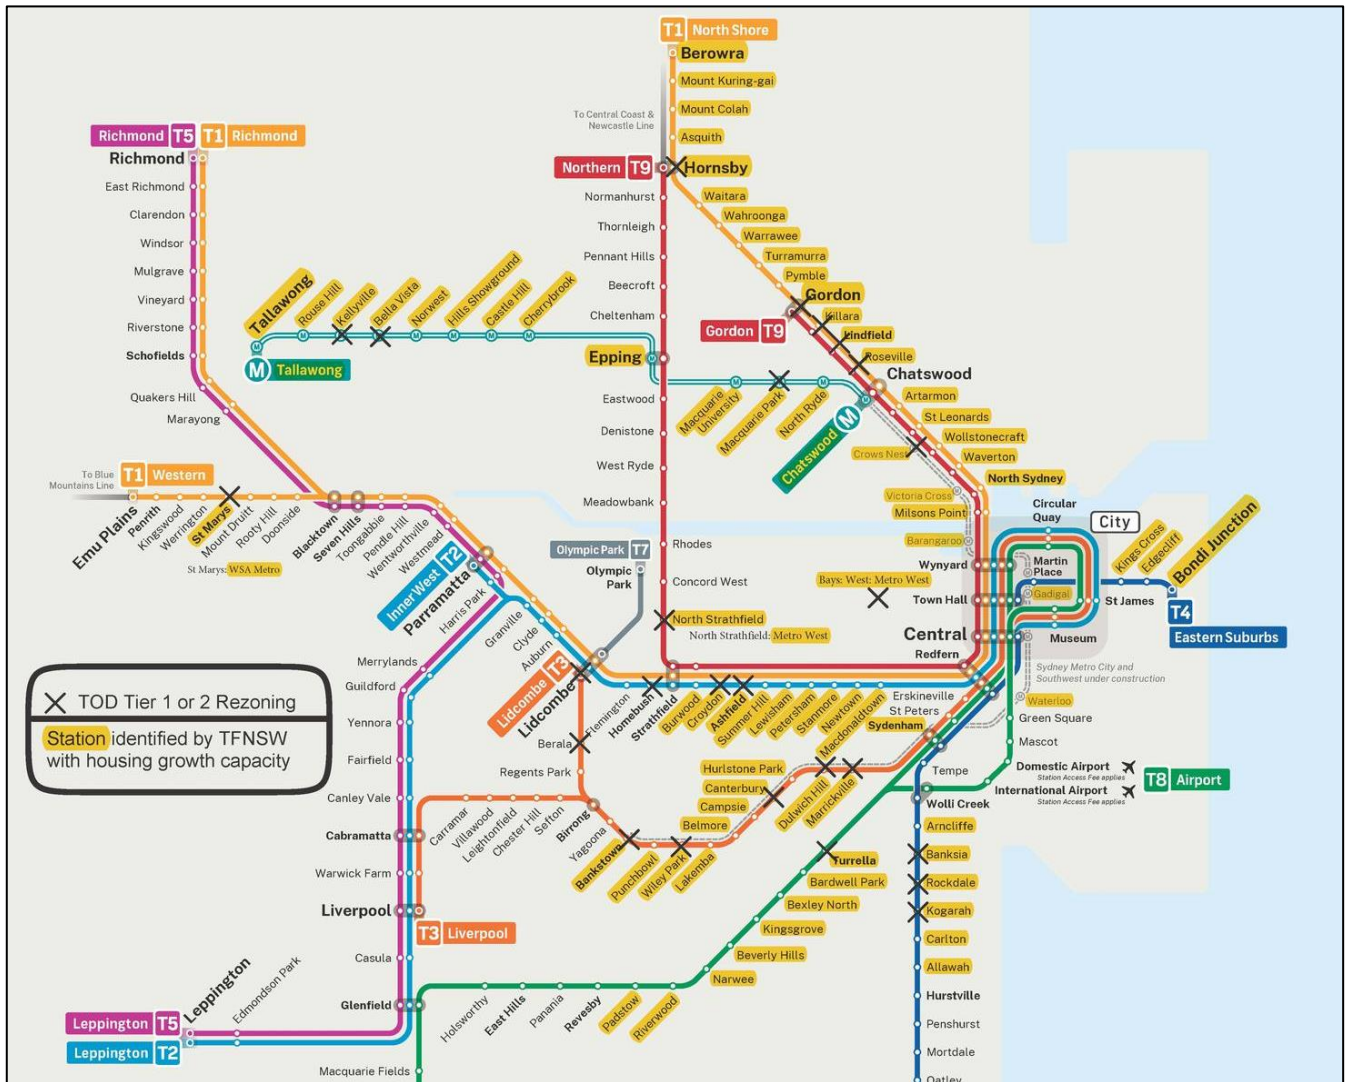 T1 North Shore
Berowra
Mount Kuring-gai
To Central Coast &
Newcastle Line
Mount Colah
Asquith
Richmond T5
T1 Richmond
Richmond
Northern T9
Hornsby
East Richmond
Normanhurst
Waitara
Clarendon
Wahroonga
Thornleigh
Warrawee
Windsor
Pennant Hills
Turramurra
Mulgrave
Pymble
Beecroft
Gordon
Vineyard
Cheltenham
Killara
Riverstone
Gordon T9
Lindfield
Schofields
Roseville
Tallawong
Rouse Hill
Kellyville
Bella Vista
Norwest
Hills Showground
Castle Hill
Cherrybrook
M Tallawong
Epping
Chatswood
Quakers Hill
Marayong
Eastwood
Macquarie
University
Macquarie Park
North Ryde
Chatswood M
Artarmon
St Leonards
Denistone
Wollstonecraft
Crows Nest
Waverton
West Ryde
North Sydney
To Blue
Mountains Line
T1 Western
Victoria Cross
Meadowbank
Milsons Point
Emu Plains
Penrith
Kingswood
Werrington
St Marys
Mount Druitt
Rooty Hill
Doonside
Blacktown
Seven Hills
Toongabbie
Pendle Hill
Wentworthville
Westmead
St Marys: WSA Metro
Circular
Quay
City
Barangaroo
Rhodes
Olympic Park T7
Olympic
Park
Wynyard
Martin
Place
Kings Cross
Edgecliff
Bondi Junction
Inner West T2
Parramatta
Harris Park
Concord West
Bays: West: Metro West
Town Hall
Gadigal
St James
T4
Eastern Suburbs
Granville
Clyde
Auburn
North Strathfield
North Strathfield: Metro West
Central
Museum
Redfern
Merrylands
Sydney Metro City and
Southwest under construction
Guildford
Lidcombe T3
Lidcombe
Flemington
Homebush
Strathfield
Burwood
Croydon
Ashfield
Summer Hill
Lewisham
Petersham
Stanmore
Newtown
Macdonaldtown
Erskineville
St Peters
Waterloo
TOD Tier 1 or 2 Rezoning
Station identified by TFNSW
with housing growth capacity
Yennora
Sydenham
Green Square
Berala
Mascot
Fairfield
Regents Park
Hurlstone Park
Tempe
Domestic Airport
Station Access Fee applies
International Airport
Station Access Fee applies
T8 Airport
Canterbury
Dulwich Hill
Marrickville
Canley Vale
Campsie
Wolli Creek
Carramar
Villawood
Leightonfield
Chester Hill
Sefton
Birrong
Yagoona
Belmore
Arncliffe
Cabramatta
Bankstown
Punchbowl
Wiley Park
Lakemba
Turrella
Banksia
Warwick Farm
Bardwell Park
Rockdale
Liverpool
Bexley North
Kogarah
T3 Liverpool
Kingsgrove
Carlton
Casula
Beverly Hills
Allawah
Narwee
Leppington
Edmondson Park
Glenfield
Holsworthy
East Hills
Panania
Revesby
Padstow
Riverwood
Hurstville
Leppington T5
Penshurst
Leppington T2
Mortdale
Macquarie Fields
Oatley